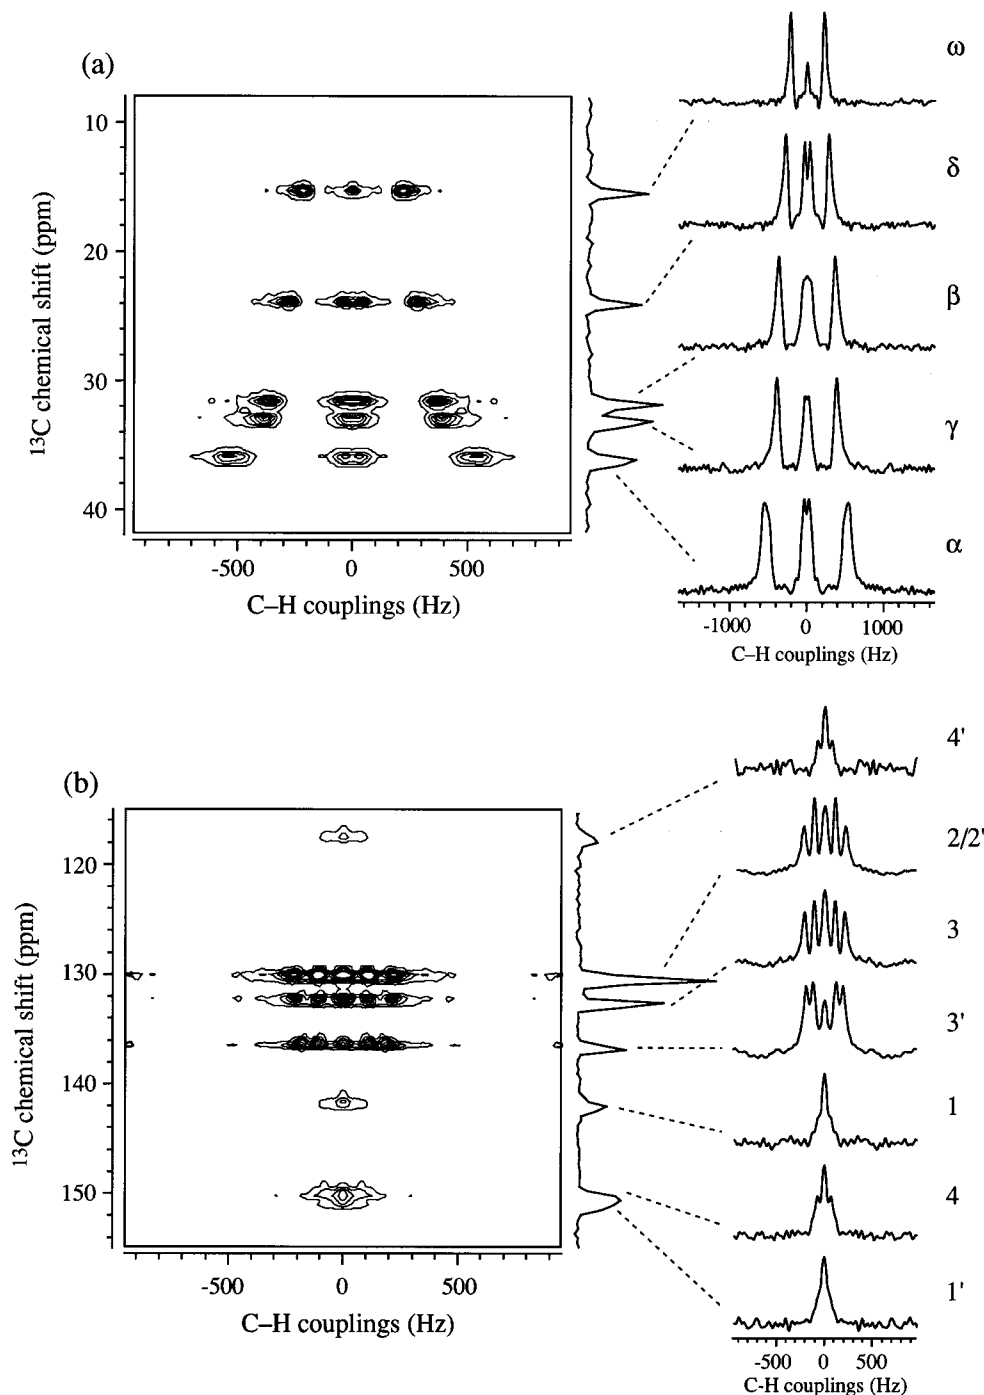 (a)
10
20
30
40
¹³C chemical shift (ppm)
-500 0 500
C–H couplings (Hz)
ω
δ
β
γ
α
-1000 0 1000
C–H couplings (Hz)
(b)
120
130
140
150
¹³C chemical shift (ppm)
-500 0 500
C–H couplings (Hz)
4'
2/2'
3
3'
1
4
1'
-500 0 500
C-H couplings (Hz)